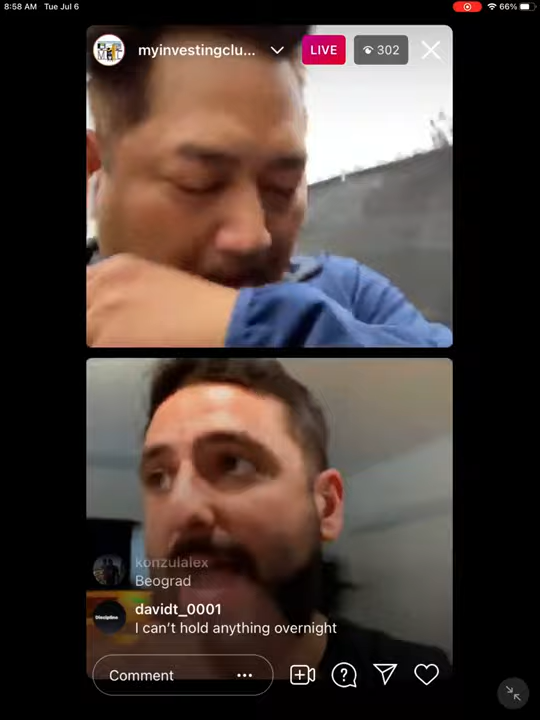 8:58 AM Tue Jul 6
66%
myinvestingclu...
LIVE
302
konzulalex
Beograd
davidt_0001
I can't hold anything overnight
Comment